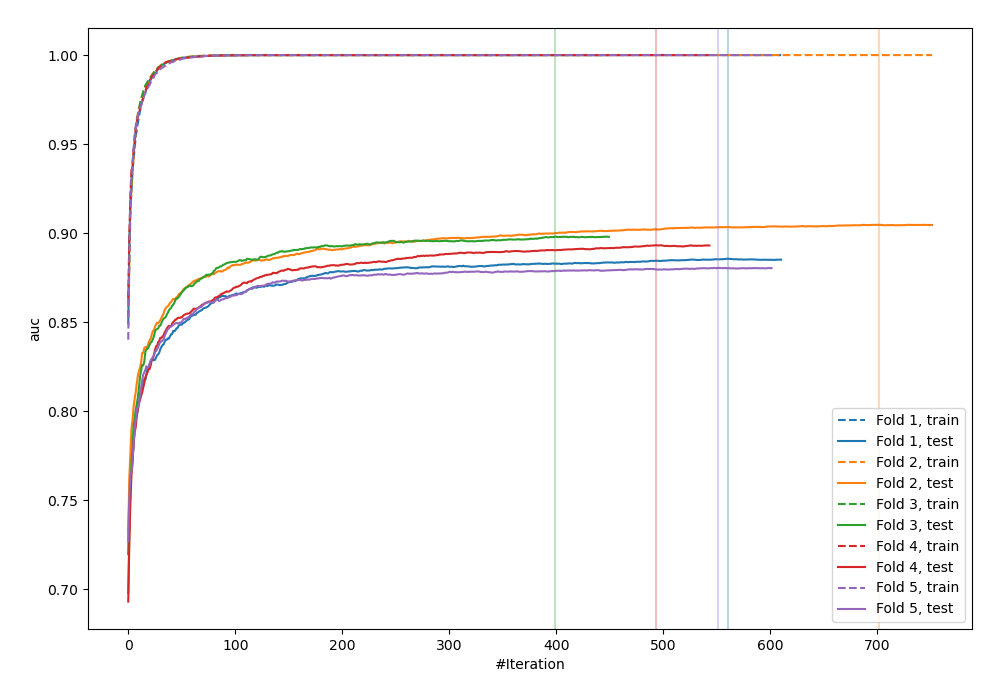 1.00
0.95
0.90
0.85
0.80
0.75
0.70
auc
0
100
200
300
400
500
600
700
#Iteration
Fold 1, train
Fold 1, test
Fold 2, train
Fold 2, test
Fold 3, train
Fold 3, test
Fold 4, train
Fold 4, test
Fold 5, train
Fold 5, test